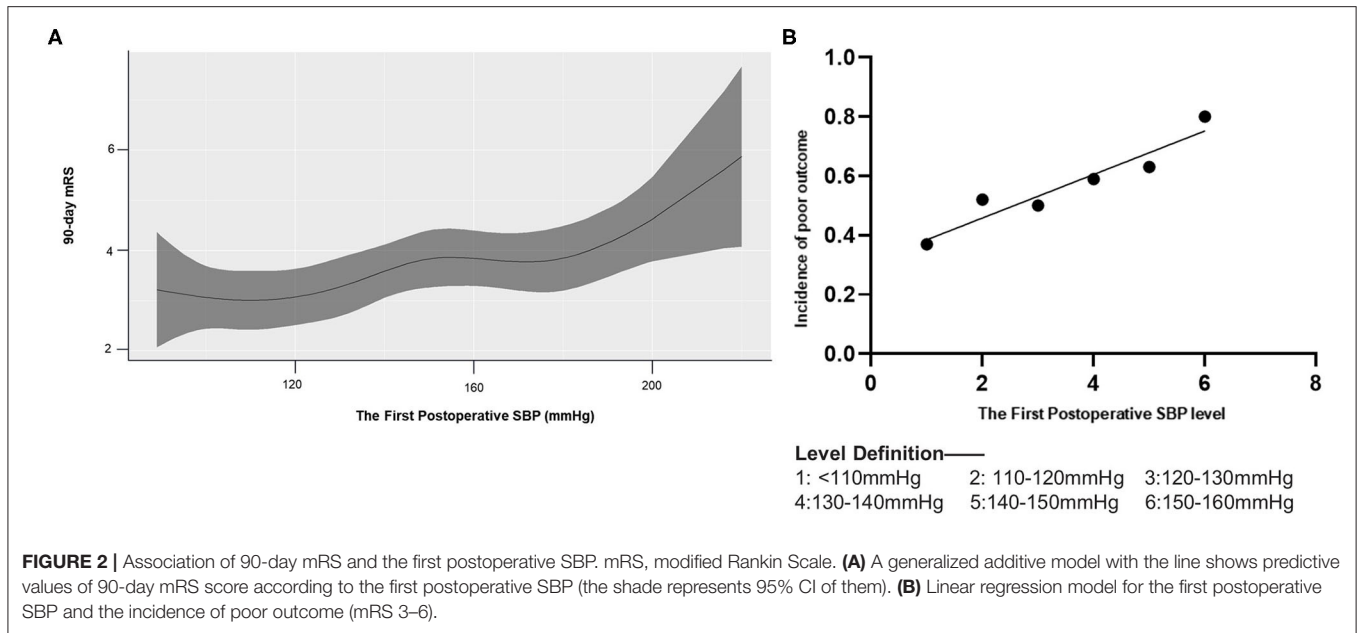 A
6
4
2
90-day mRS
120
160
200
The First Postoperative SBP (mmHg)
B
1.0
0.8
0.6
0.4
0.2
0.0
Incidence of poor outcome
0
2
4
6
8
The First Postoperative SBP level
Level Definition——
1: <110mmHg 2: 110-120mmHg 3:120-130mmHg
4:130-140mmHg 5:140-150mmHg 6:150-160mmHg
FIGURE 2 | Association of 90-day mRS and the first postoperative SBP. mRS, modified Rankin Scale. (A) A generalized additive model with the line shows predictive
values of 90-day mRS score according to the first postoperative SBP (the shade represents 95% CI of them). (B) Linear regression model for the first postoperative
SBP and the incidence of poor outcome (mRS 3–6).